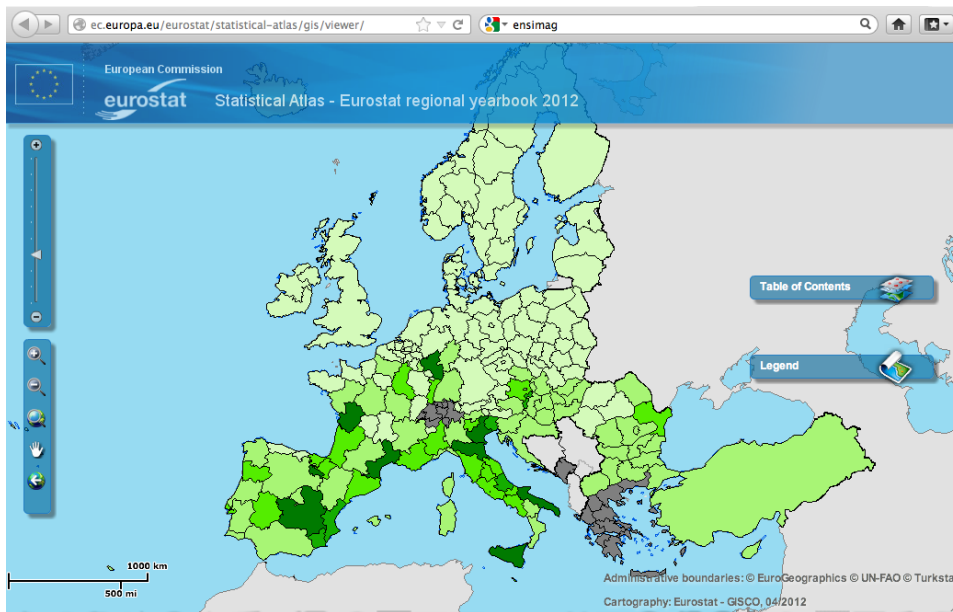 ec.europa.eu/eurostat/statistical-atlas/gis/viewer/
ensimag
European Commission
eurostat
Statistical Atlas - Eurostat regional yearbook 2012
Table of Contents
Legend
1000 km
500 mi
Administrative boundaries: © EuroGeographics © UN-FAO © Turksta
Cartography: Eurostat - GISCO, 04/2012